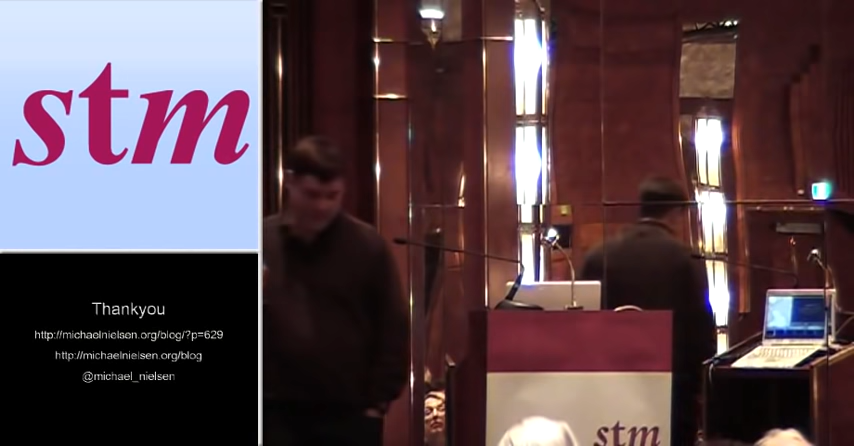 stm
Thankyou
http://michaelnielsen.org/blog/?p=629
http://michaelnielsen.org/blog
@michael_nielsen
stm